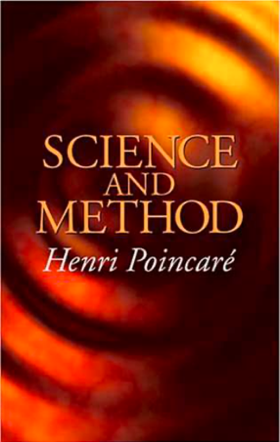 SCIENCE
AND
METHOD
Henri Poincaré